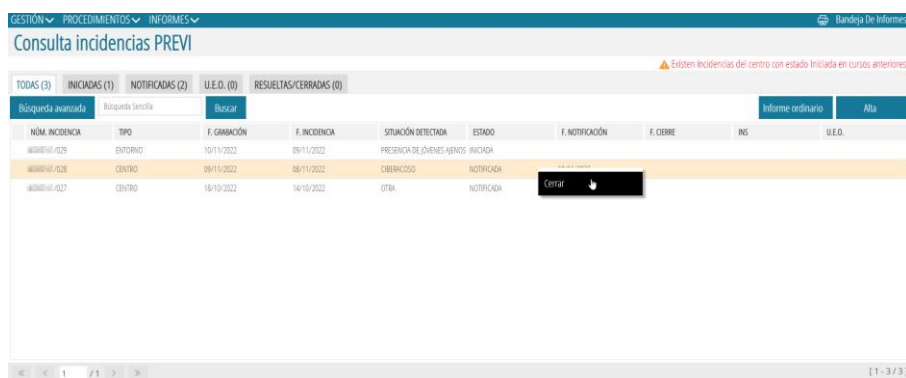 GESTIÓN PROCEDIMIENTOS INFORMES Bandeja De Informes
Consulta incidencias PREVI
Existen incidencias del centro con estado Iniciada en cursos anteriores
TODAS (3) INICIADAS (1) NOTIFICADAS (2) U.E.O. (0) RESUELTAS/CERRADAS (0)
Búsqueda avanzada Búsqueda Sencilla Buscar Informe ordinario Alta
NÚM. INCIDENCIA TIPO F. GRABACIÓN F. INCIDENCIA SITUACIÓN DETECTADA ESTADO F. NOTIFICACIÓN F. CIERRE INS U.E.O.
/029 ENTORNO 10/11/2022 09/11/2022 PRESENCIA DE JÓVENES AJENOS INICIADA
/028 CENTRO 09/11/2022 08/11/2022 CIBERACOSO NOTIFICADA
Cerrar
/027 CENTRO 18/10/2022 14/10/2022 OTRA NOTIFICADA
« < 1 / 1 > » [ 1 - 3 / 3 ]